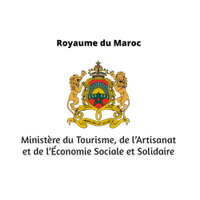 Royaume du Maroc
Ministère du Tourisme, de l'Artisanat
et de l'Économie Sociale et Solidaire